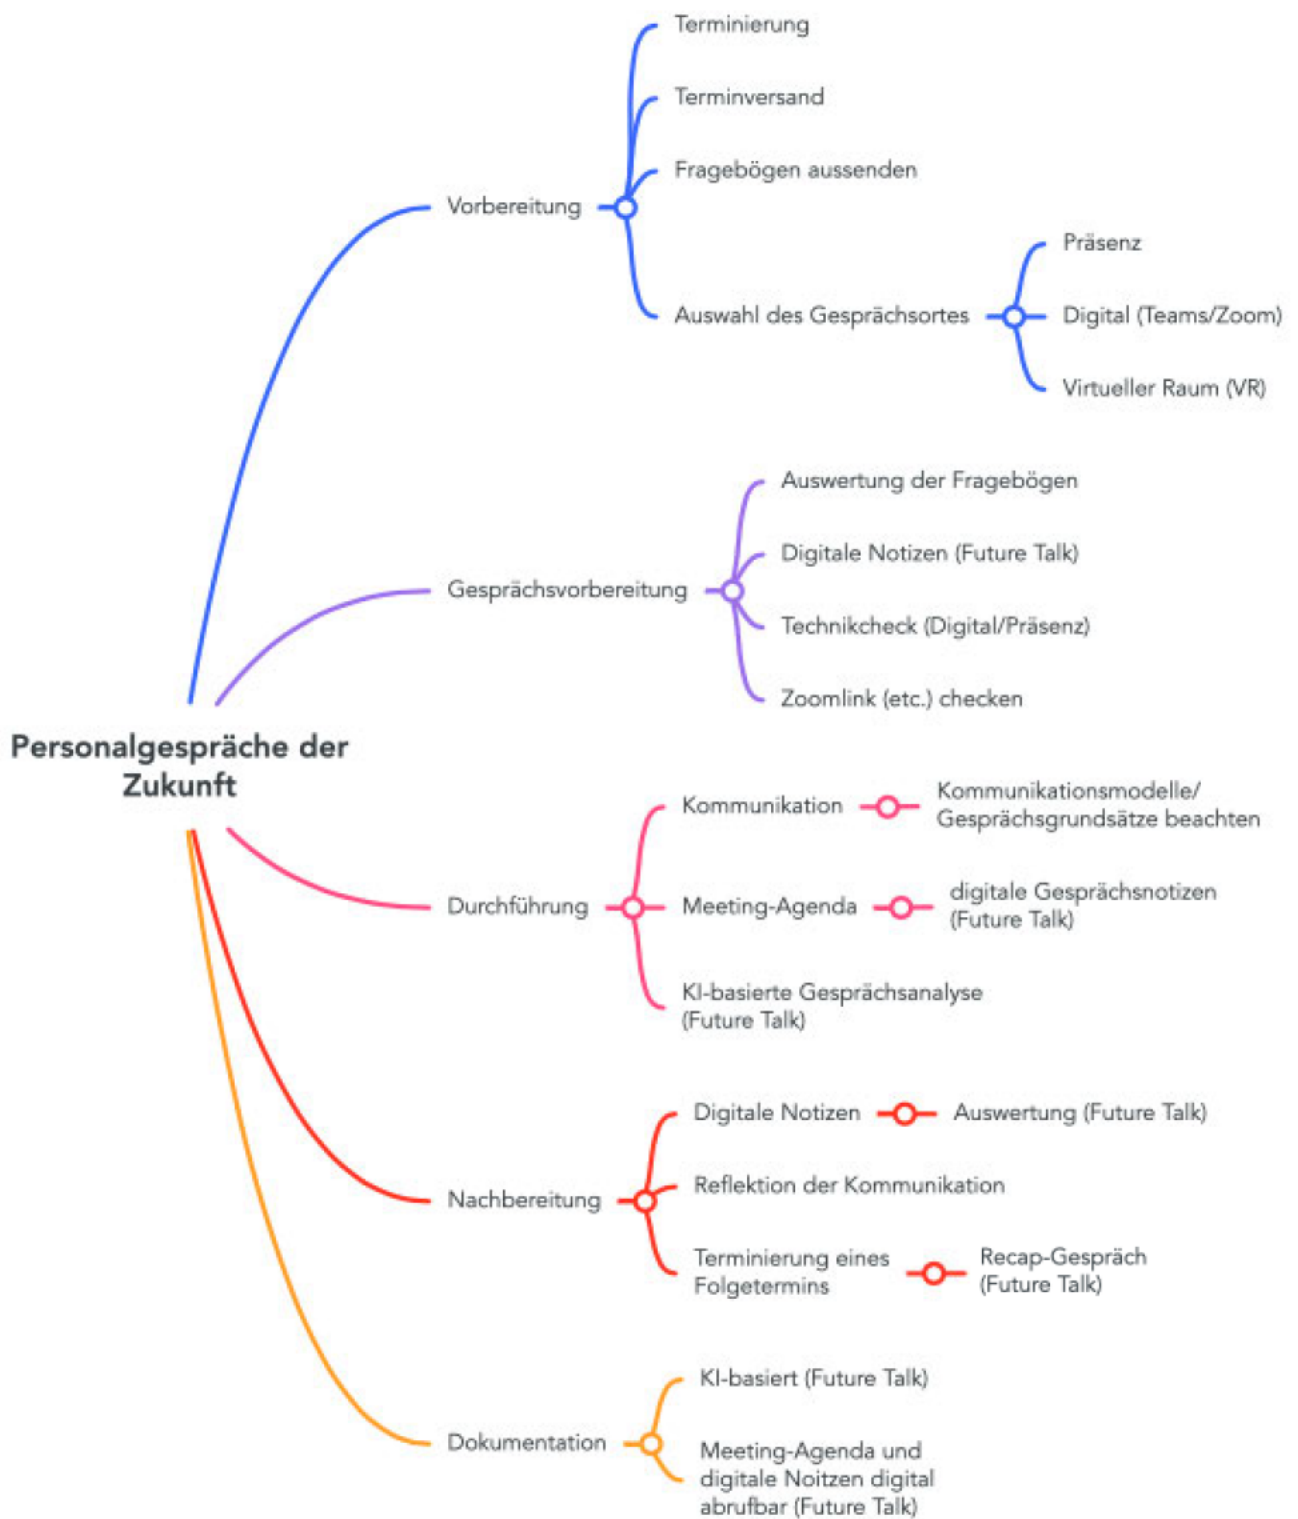 Personalgespräche der
Zukunft
Vorbereitung
Terminierung
Terminversand
Fragebögen aussenden
Auswahl des Gesprächsortes
Präsenz
Digital (Teams/Zoom)
Virtueller Raum (VR)
Gesprächsvorbereitung
Auswertung der Fragebögen
Digitale Notizen (Future Talk)
Technikcheck (Digital/Präsenz)
Zoomlink (etc.) checken
Durchführung
Kommunikation
Kommunikationsmodelle/
Gesprächsgrundsätze beachten
Meeting-Agenda
digitale Gesprächsnotizen
(Future Talk)
KI-basierte Gesprächsanalyse
(Future Talk)
Nachbereitung
Digitale Notizen
Auswertung (Future Talk)
Reflektion der Kommunikation
Terminierung eines
Folgetermins
Recap-Gespräch
(Future Talk)
Dokumentation
KI-basiert (Future Talk)
Meeting-Agenda und
digitale Noitzen digital
abrufbar (Future Talk)